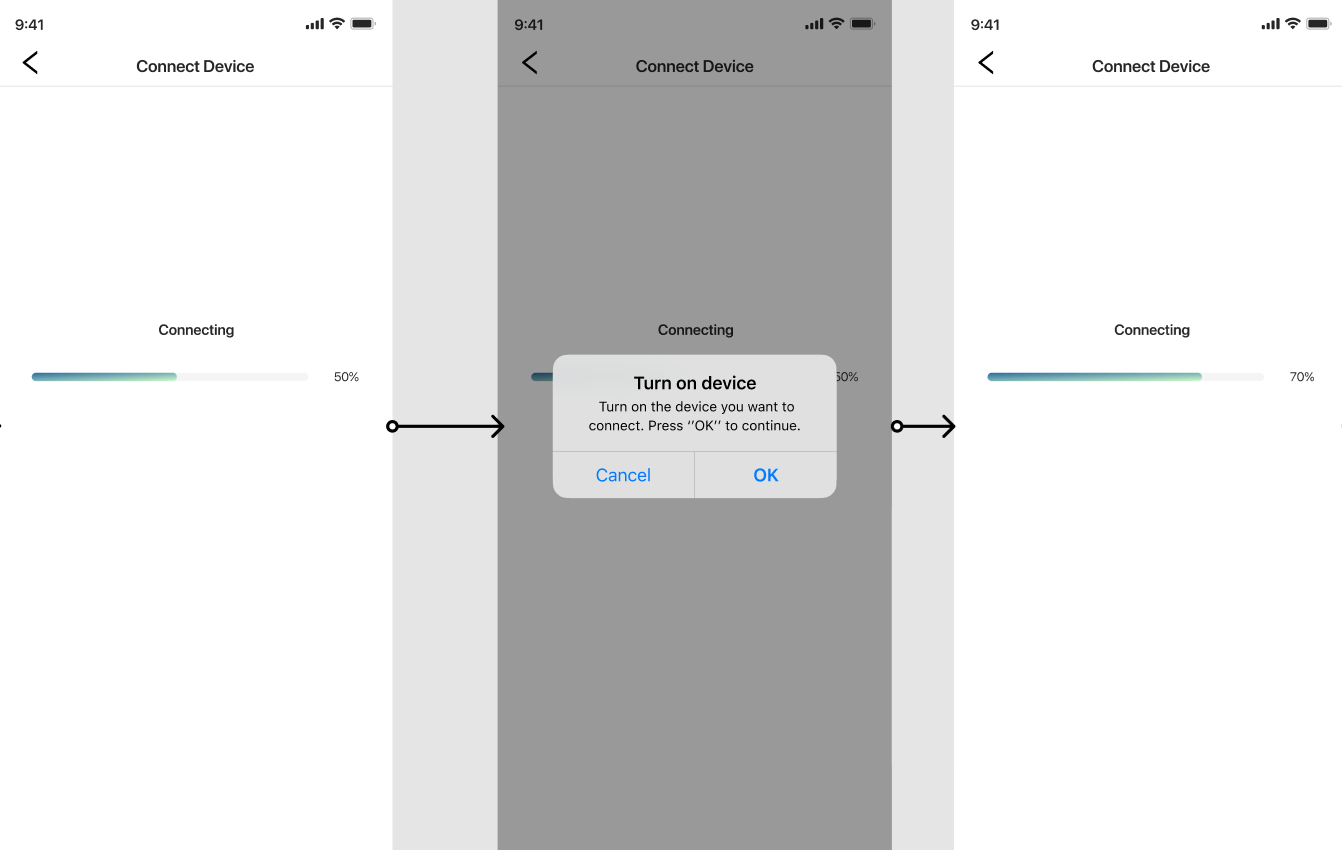 9:41
Connect Device
Connecting
50%
9:41
Connect Device
Connecting
50%
Turn on device
Turn on the device you want to
connect. Press ‘‘OK’’ to continue.
Cancel
OK
9:41
Connect Device
Connecting
70%